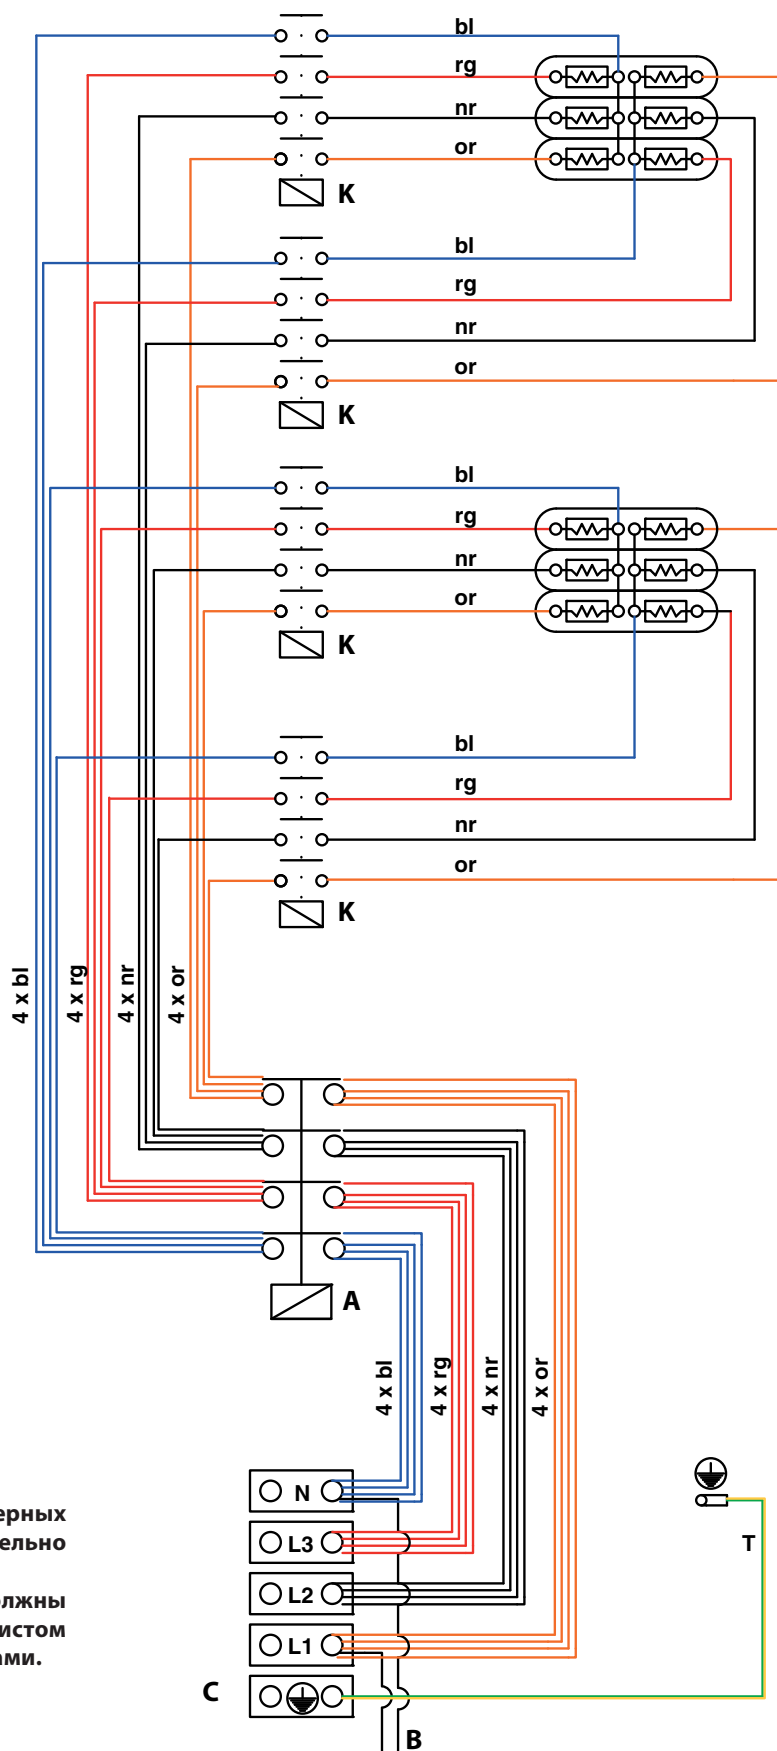 bl
rg
nr
or
K
bl
rg
nr
or
K
bl
rg
nr
or
K
bl
rg
nr
or
K
4 x bl
4 x rg
4 x nr
4 x or
A
4 x bl
4 x rg
4 x nr
4 x or
N
L3
L2
L1
C
B
T
ерных
ельно
лжны
истом
ами.